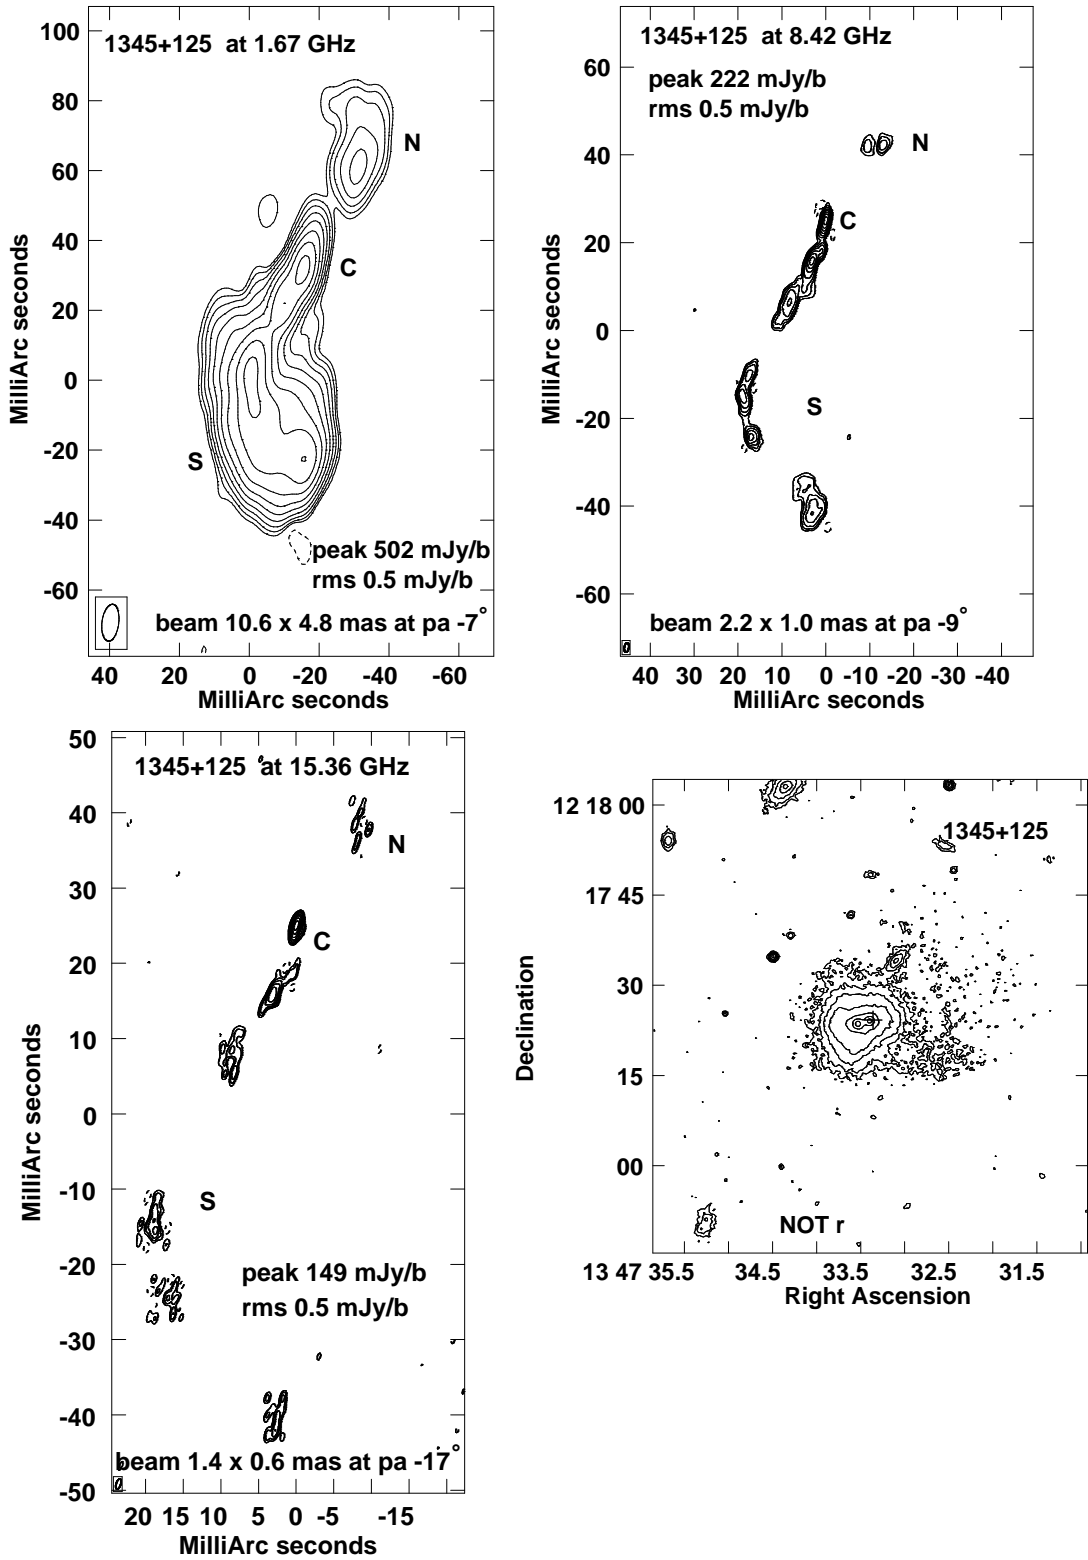 1345+125 at 1.67 GHz
100
80
60
40
20
0
-20
-40
-60
MilliArc seconds
N
C
S
peak 502 mJy/b
rms 0.5 mJy/b
beam 10.6 x 4.8 mas at pa -7°
40 20 0 -20 -40 -60
MilliArc seconds
1345+125 at 8.42 GHz
peak 222 mJy/b
rms 0.5 mJy/b
60
40
20
0
-20
-40
-60
MilliArc seconds
N
C
S
beam 2.2 x 1.0 mas at pa -9°
40 30 20 10 0 -10 -20 -30 -40
MilliArc seconds
1345+125 at 15.36 GHz
50
40
30
20
10
0
-10
-20
-30
-40
-50
MilliArc seconds
N
C
S
peak 149 mJy/b
rms 0.5 mJy/b
beam 1.4 x 0.6 mas at pa -17°
20 15 10 5 0 -5 -15
MilliArc seconds
12 18 00
17 45
30
15
00
Declination
1345+125
NOT r
13 47 35.5 34.5 33.5 32.5 31.5
Right Ascension